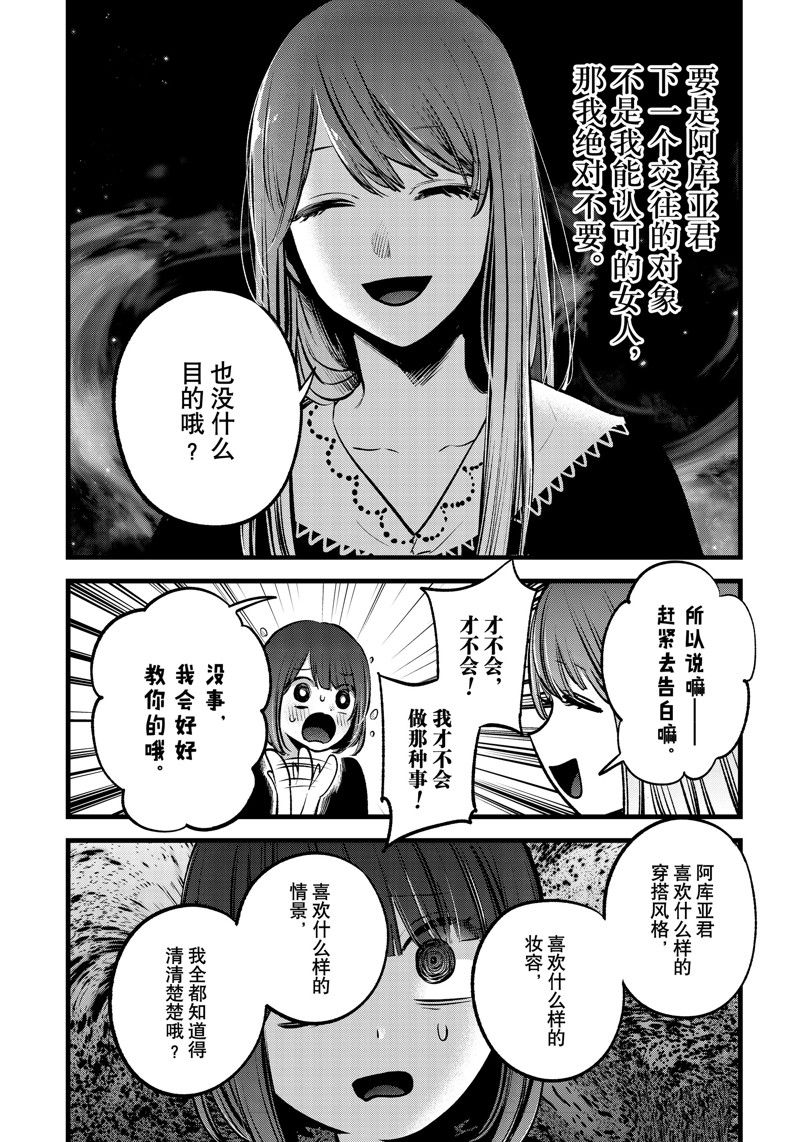 要是阿库亚君
下一个交往的对象
不是我能认可的女人，
那我绝对不要。
也没什么
目的哦？
所以说嘛——
赶紧去告白嘛。
才不会，
才不会！
我才不会
做那种事！
没事，
我会好好
教你的哦。
阿库亚君
喜欢什么样的
穿搭风格，
喜欢什么样的
妆容，
喜欢什么样的
情景，
我全都知道得
清清楚楚哦？